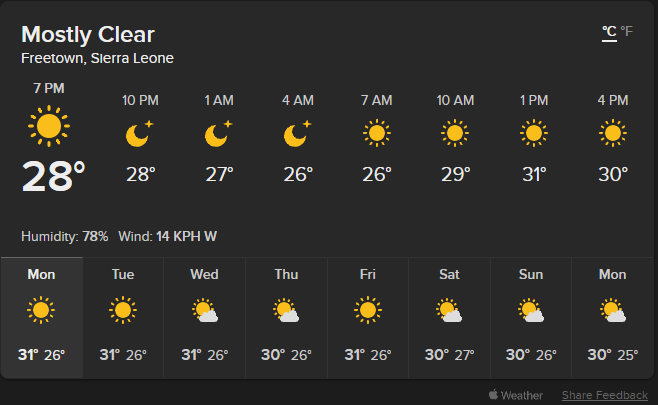 Mostly Clear
°C °F
Freetown, Sierra Leone
7 PM 10 PM 1 AM 4 AM 7 AM 10 AM 1 PM 4 PM
28° 28° 27° 26° 26° 29° 31° 30°
Humidity: 78% Wind: 14 KPH W
Mon Tue Wed Thu Fri Sat Sun Mon
31° 26° 31° 26° 31° 26° 30° 26° 31° 26° 30° 27° 30° 26° 30° 25°
Weather Share Feedback